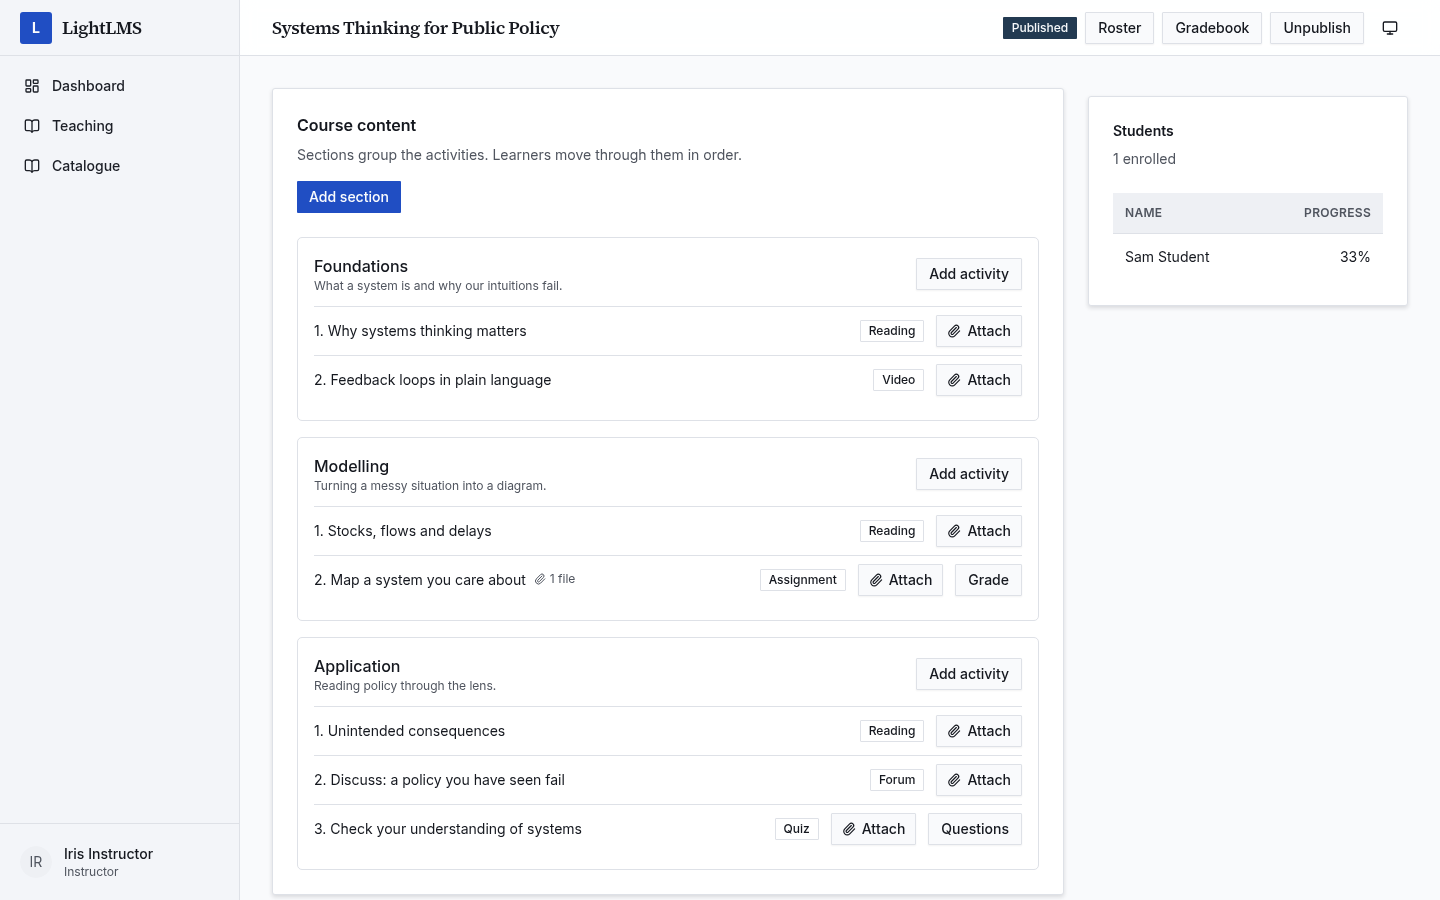 L LightLMS
Dashboard
Teaching
Catalogue
IR
Iris Instructor
Instructor
Systems Thinking for Public Policy
Published Roster Gradebook Unpublish
Course content
Sections group the activities. Learners move through them in order.
Add section
Foundations
What a system is and why our intuitions fail.
Add activity
1. Why systems thinking matters Reading Attach
2. Feedback loops in plain language Video Attach
Modelling
Turning a messy situation into a diagram.
Add activity
1. Stocks, flows and delays Reading Attach
2. Map a system you care about 1 file Assignment Attach Grade
Application
Reading policy through the lens.
Add activity
1. Unintended consequences Reading Attach
2. Discuss: a policy you have seen fail Forum Attach
3. Check your understanding of systems Quiz Attach Questions
Students
1 enrolled
NAME PROGRESS
Sam Student 33%